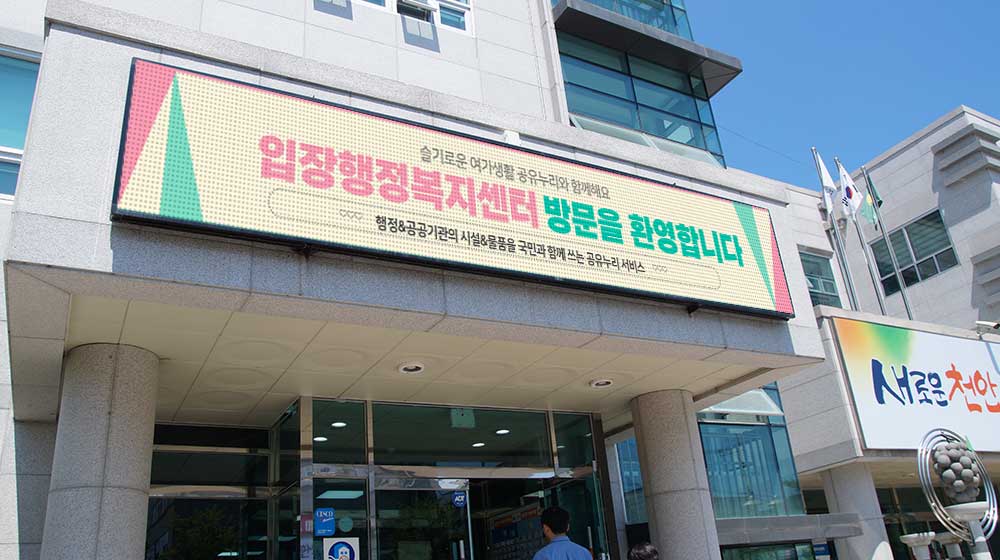 슬기로운 여가생활 공유누리와 함께해요
입장행정복지센터 방문을 환영합니다
행정&공공기관의 시설&물품을 국민과 함께 쓰는 공유누리 서비스
새로운 천안
CESCO
ADT